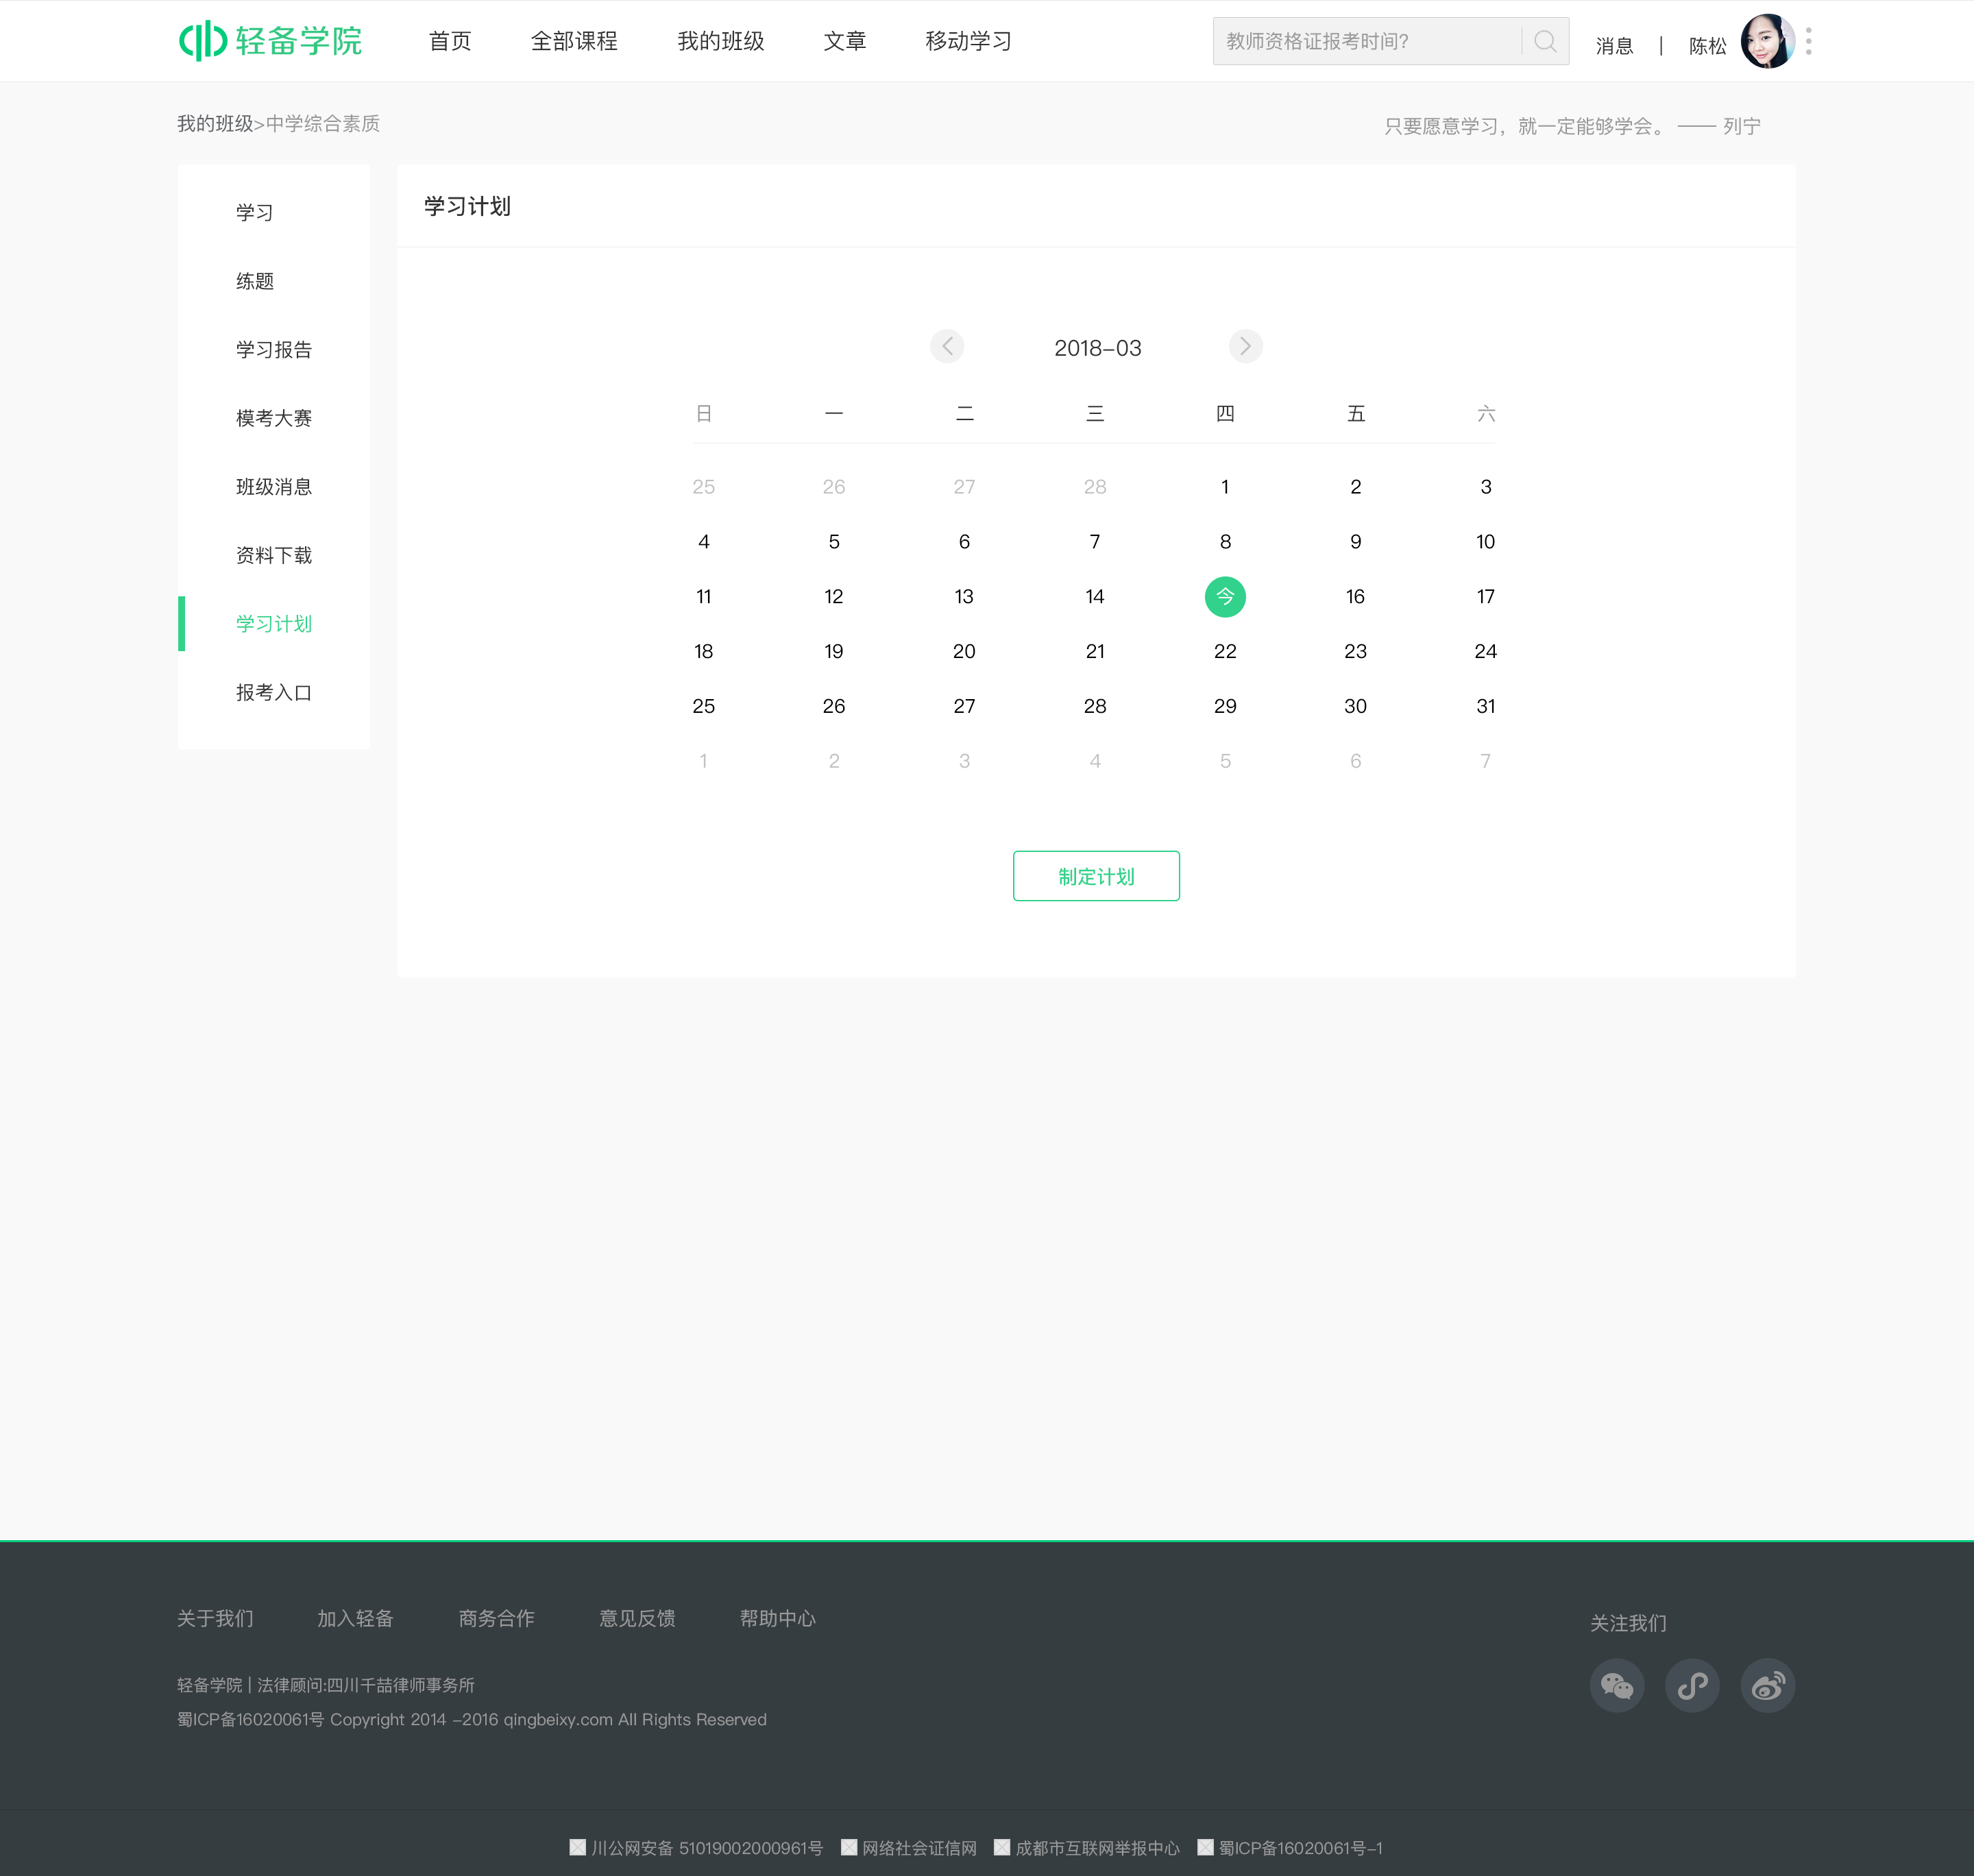 轻备学院 首页 全部课程 我的班级 文章 移动学习 教师资格证报考时间? 消息 | 陈松
我的班级>中学综合素质 只要愿意学习，就一定能够学会。 —— 列宁
学习
练题
学习报告
模考大赛
班级消息
资料下载
学习计划
报考入口
学习计划
2018-03
日 一 二 三 四 五 六
25 26 27 28 1 2 3
4 5 6 7 8 9 10
11 12 13 14 今 16 17
18 19 20 21 22 23 24
25 26 27 28 29 30 31
1 2 3 4 5 6 7
制定计划
关于我们 加入轻备 商务合作 意见反馈 帮助中心
轻备学院 | 法律顾问:四川千喆律师事务所
蜀ICP备16020061号 Copyright 2014 -2016 qingbeixy.com All Rights Reserved
关注我们
川公网安备 51019002000961号 网络社会证信网 成都市互联网举报中心 蜀ICP备16020061号-1